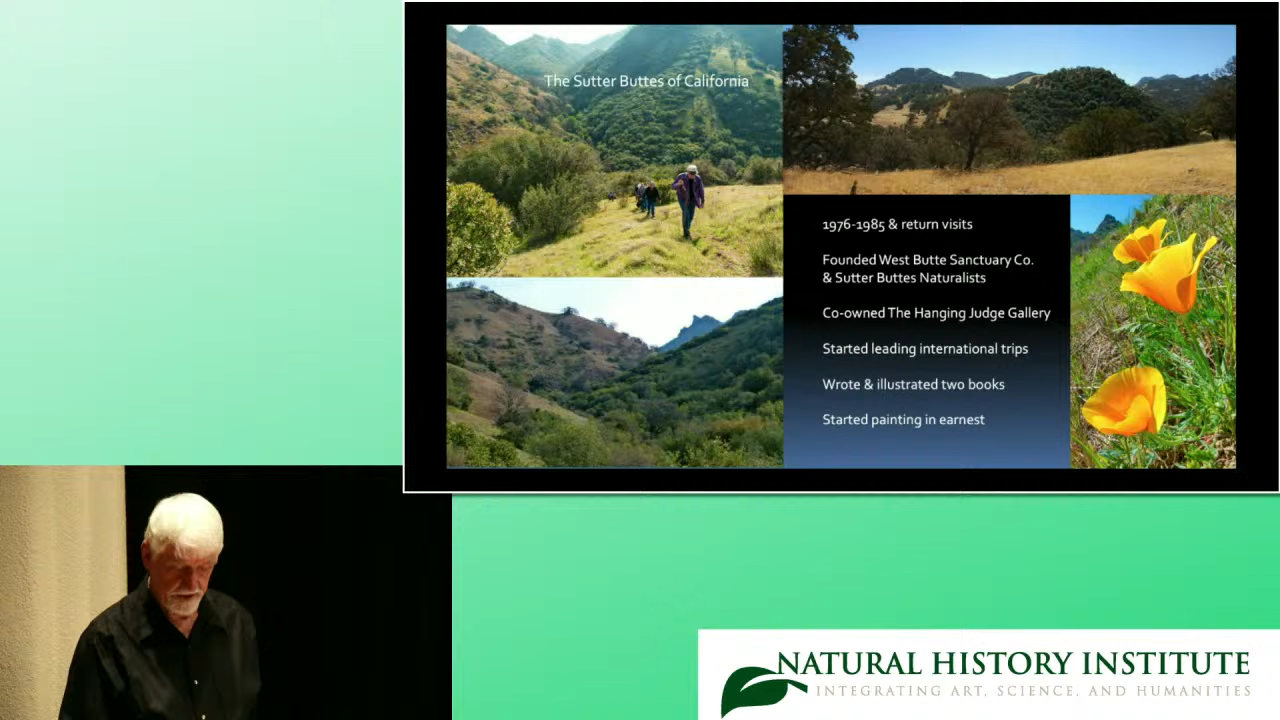 The Sutter Buttes of California
1976-1985 & return visits
Founded West Butte Sanctuary Co.
& Sutter Buttes Naturalists
Co-owned The Hanging Judge Gallery
Started leading international trips
Wrote & illustrated two books
Started painting in earnest
NATURAL HISTORY INSTITUTE
INTEGRATING ART, SCIENCE, AND HUMANITIES